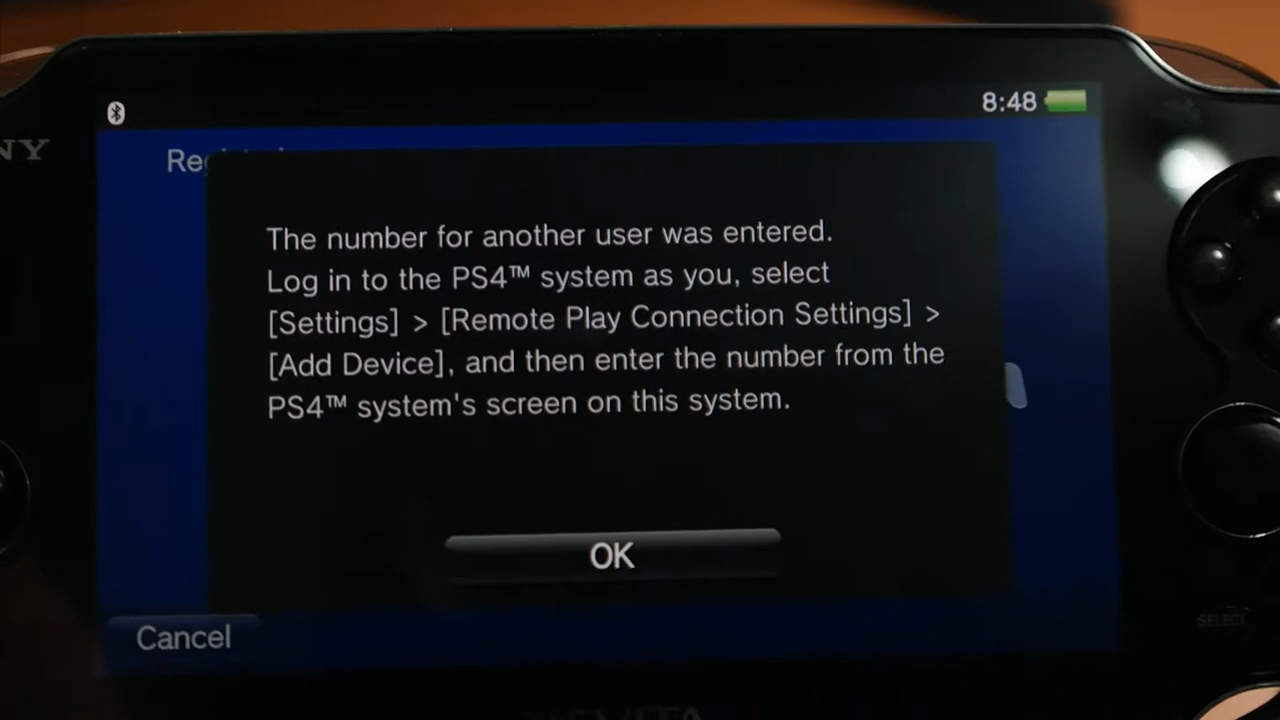 8:48
NY
The number for another user was entered.
Log in to the PS4™ system as you, select
[Settings] > [Remote Play Connection Settings] >
[Add Device], and then enter the number from the
PS4™ system's screen on this system.
OK
Cancel
SELECT